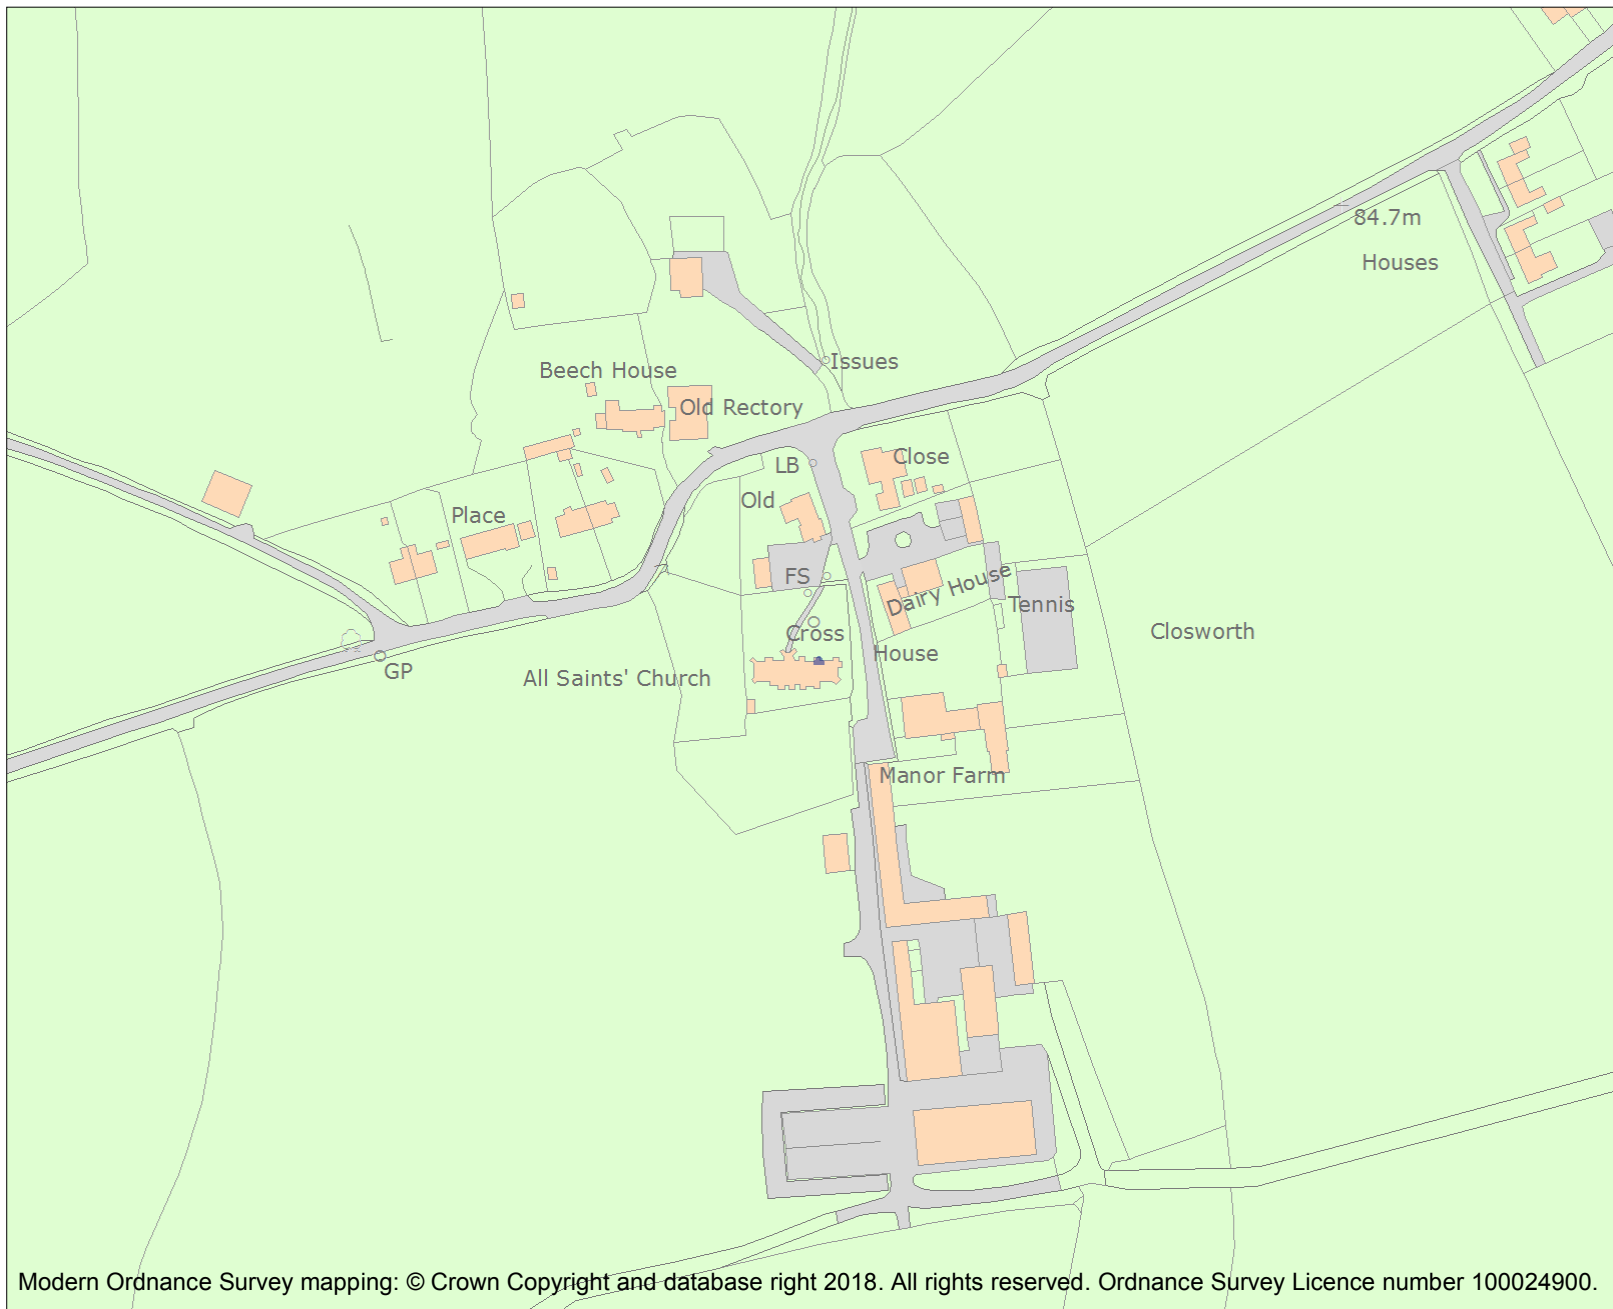 84.7m
Houses
Issues
Beech House
Old Rectory
Close
LB
Old
Place
FS
Dairy House
Tennis
Closworth
Cross
House
GP
All Saints' Church
Manor Farm
Modern Ordnance Survey mapping: © Crown Copyright and database right 2018. All rights reserved. Ordnance Survey Licence number 100024900.